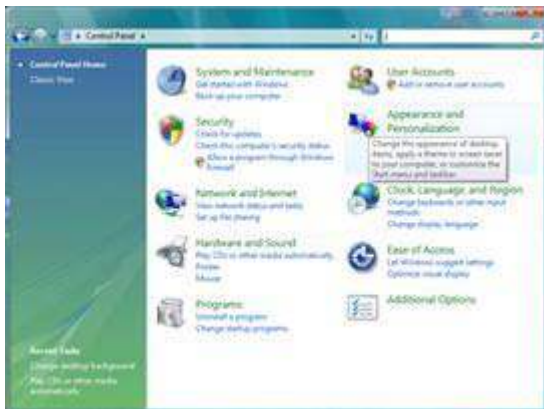 Control Panel
Control Panel Home
Classic View
System and Maintenance
Get started with Windows
Back up your computer
Security
Check for updates
Check this computer's security status
Allow a program through Windows
Firewall
Network and Internet
View network status and tasks
Set up file sharing
Hardware and Sound
Play CDs or other media automatically
Printer
Mouse
Programs
Uninstall a program
Change startup programs
User Accounts
Add or remove user accounts
Appearance and
Personalization
Change the appearance of desktop
items, apply a theme or screen saver
to your computer, or customize the
Start menu and taskbar.
Clock, Language, and Region
Change keyboards or other input
methods
Change display language
Ease of Access
Let Windows suggest settings
Optimize visual display
Additional Options
Recent Tasks
Change desktop background
Play CDs or other media
automatically